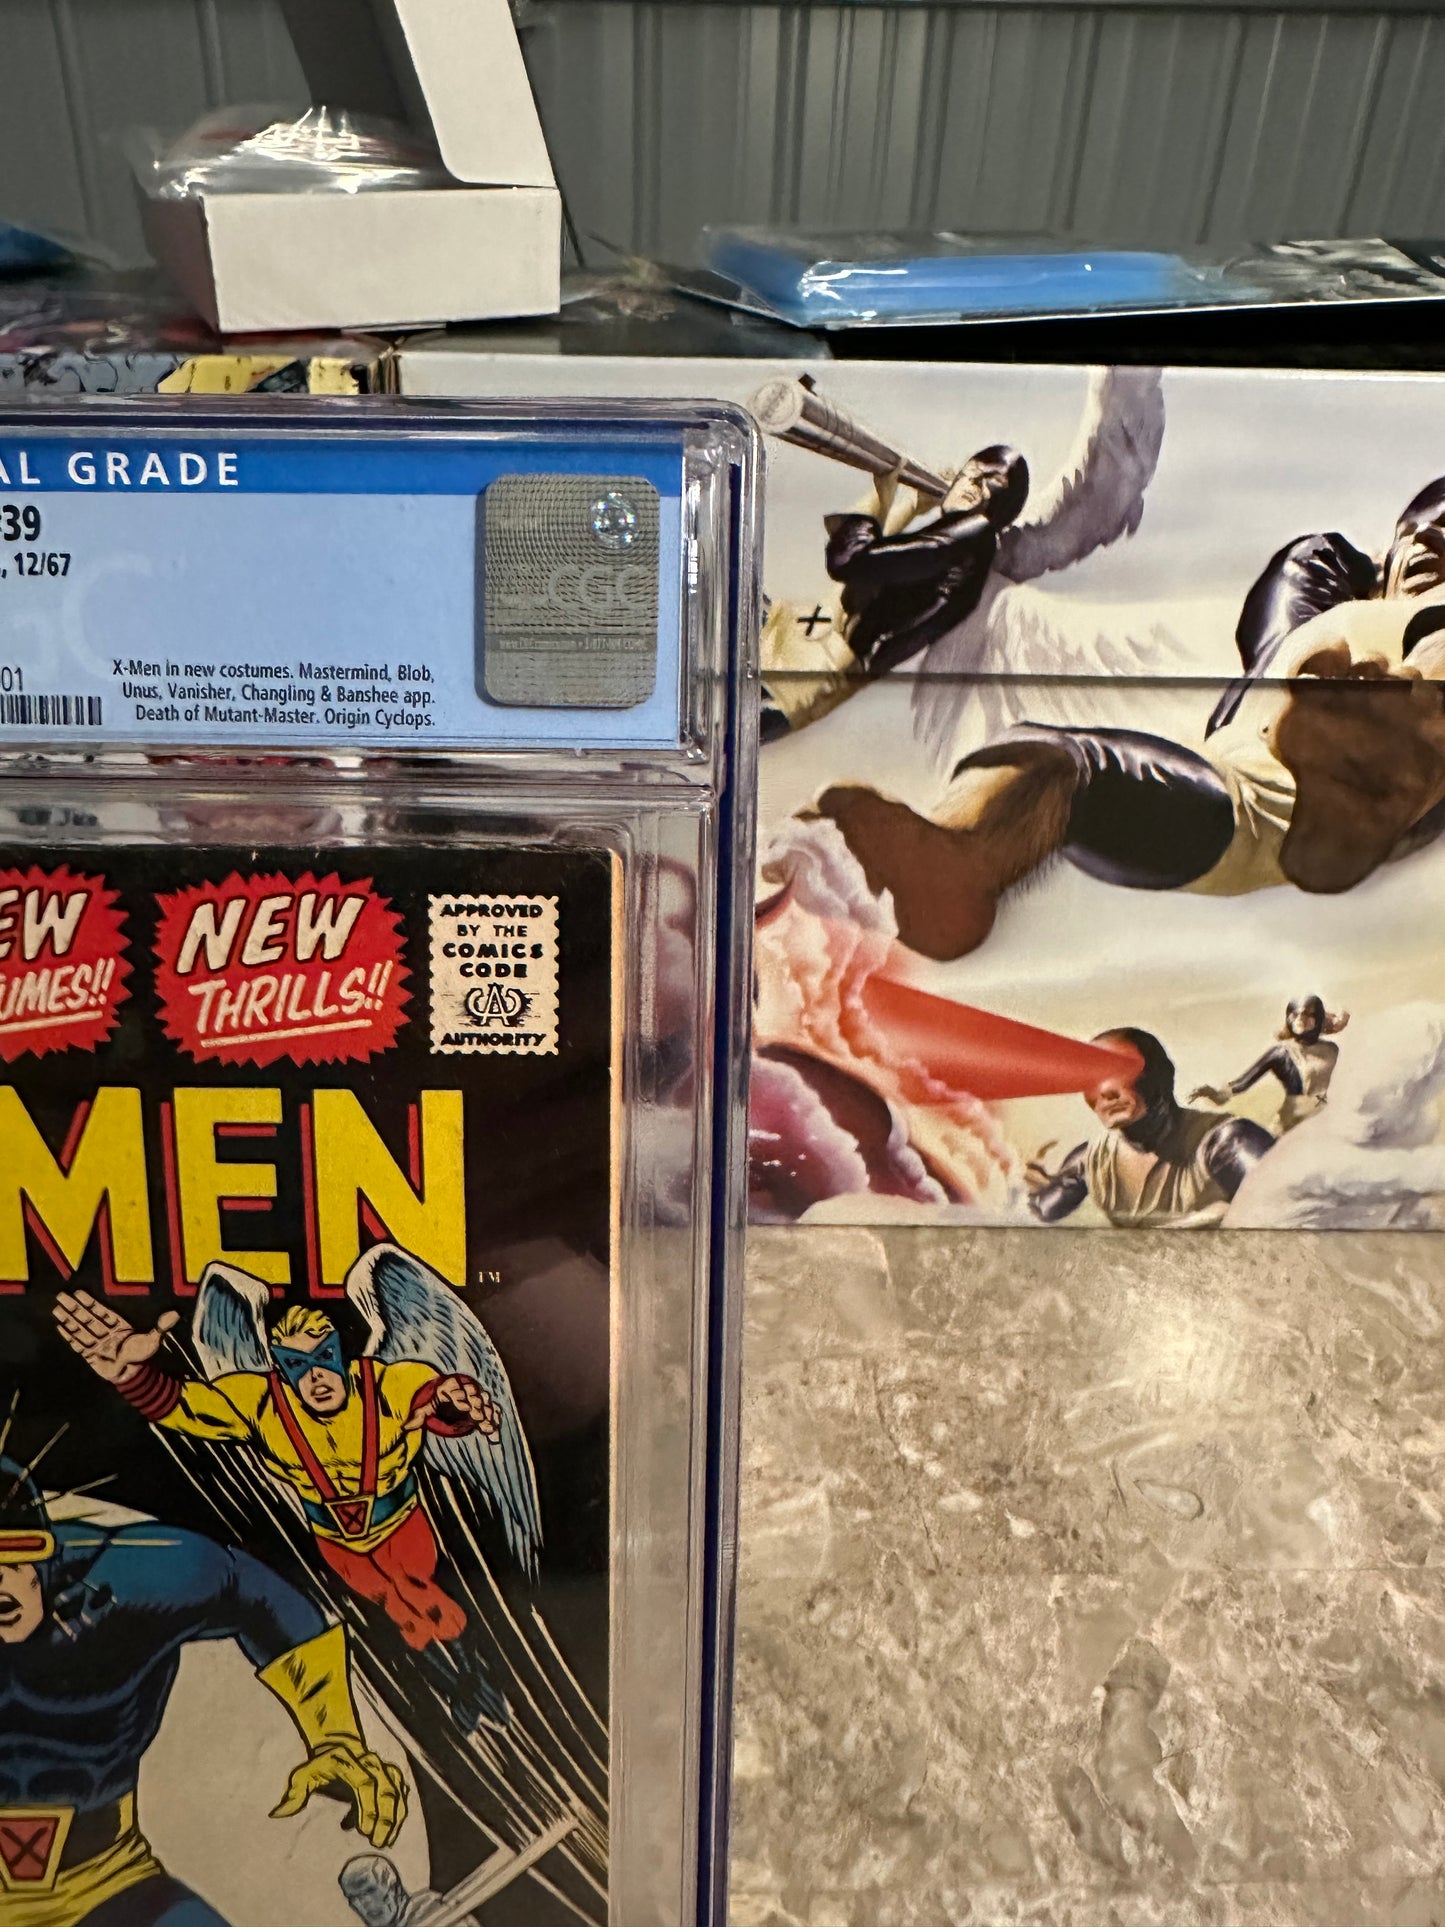 AL GRADE
#39
, 12/67
CGC
01
X-Men in new costumes. Mastermind, Blob,
Unus, Vanisher, Changling & Banshee app.
Death of Mutant-Master. Origin Cyclops.
EW
UMES!!
NEW
THRILLS!!
APPROVED
BY THE
COMICS
CODE
CA
AUTHORITY
MEN
TM
X
X